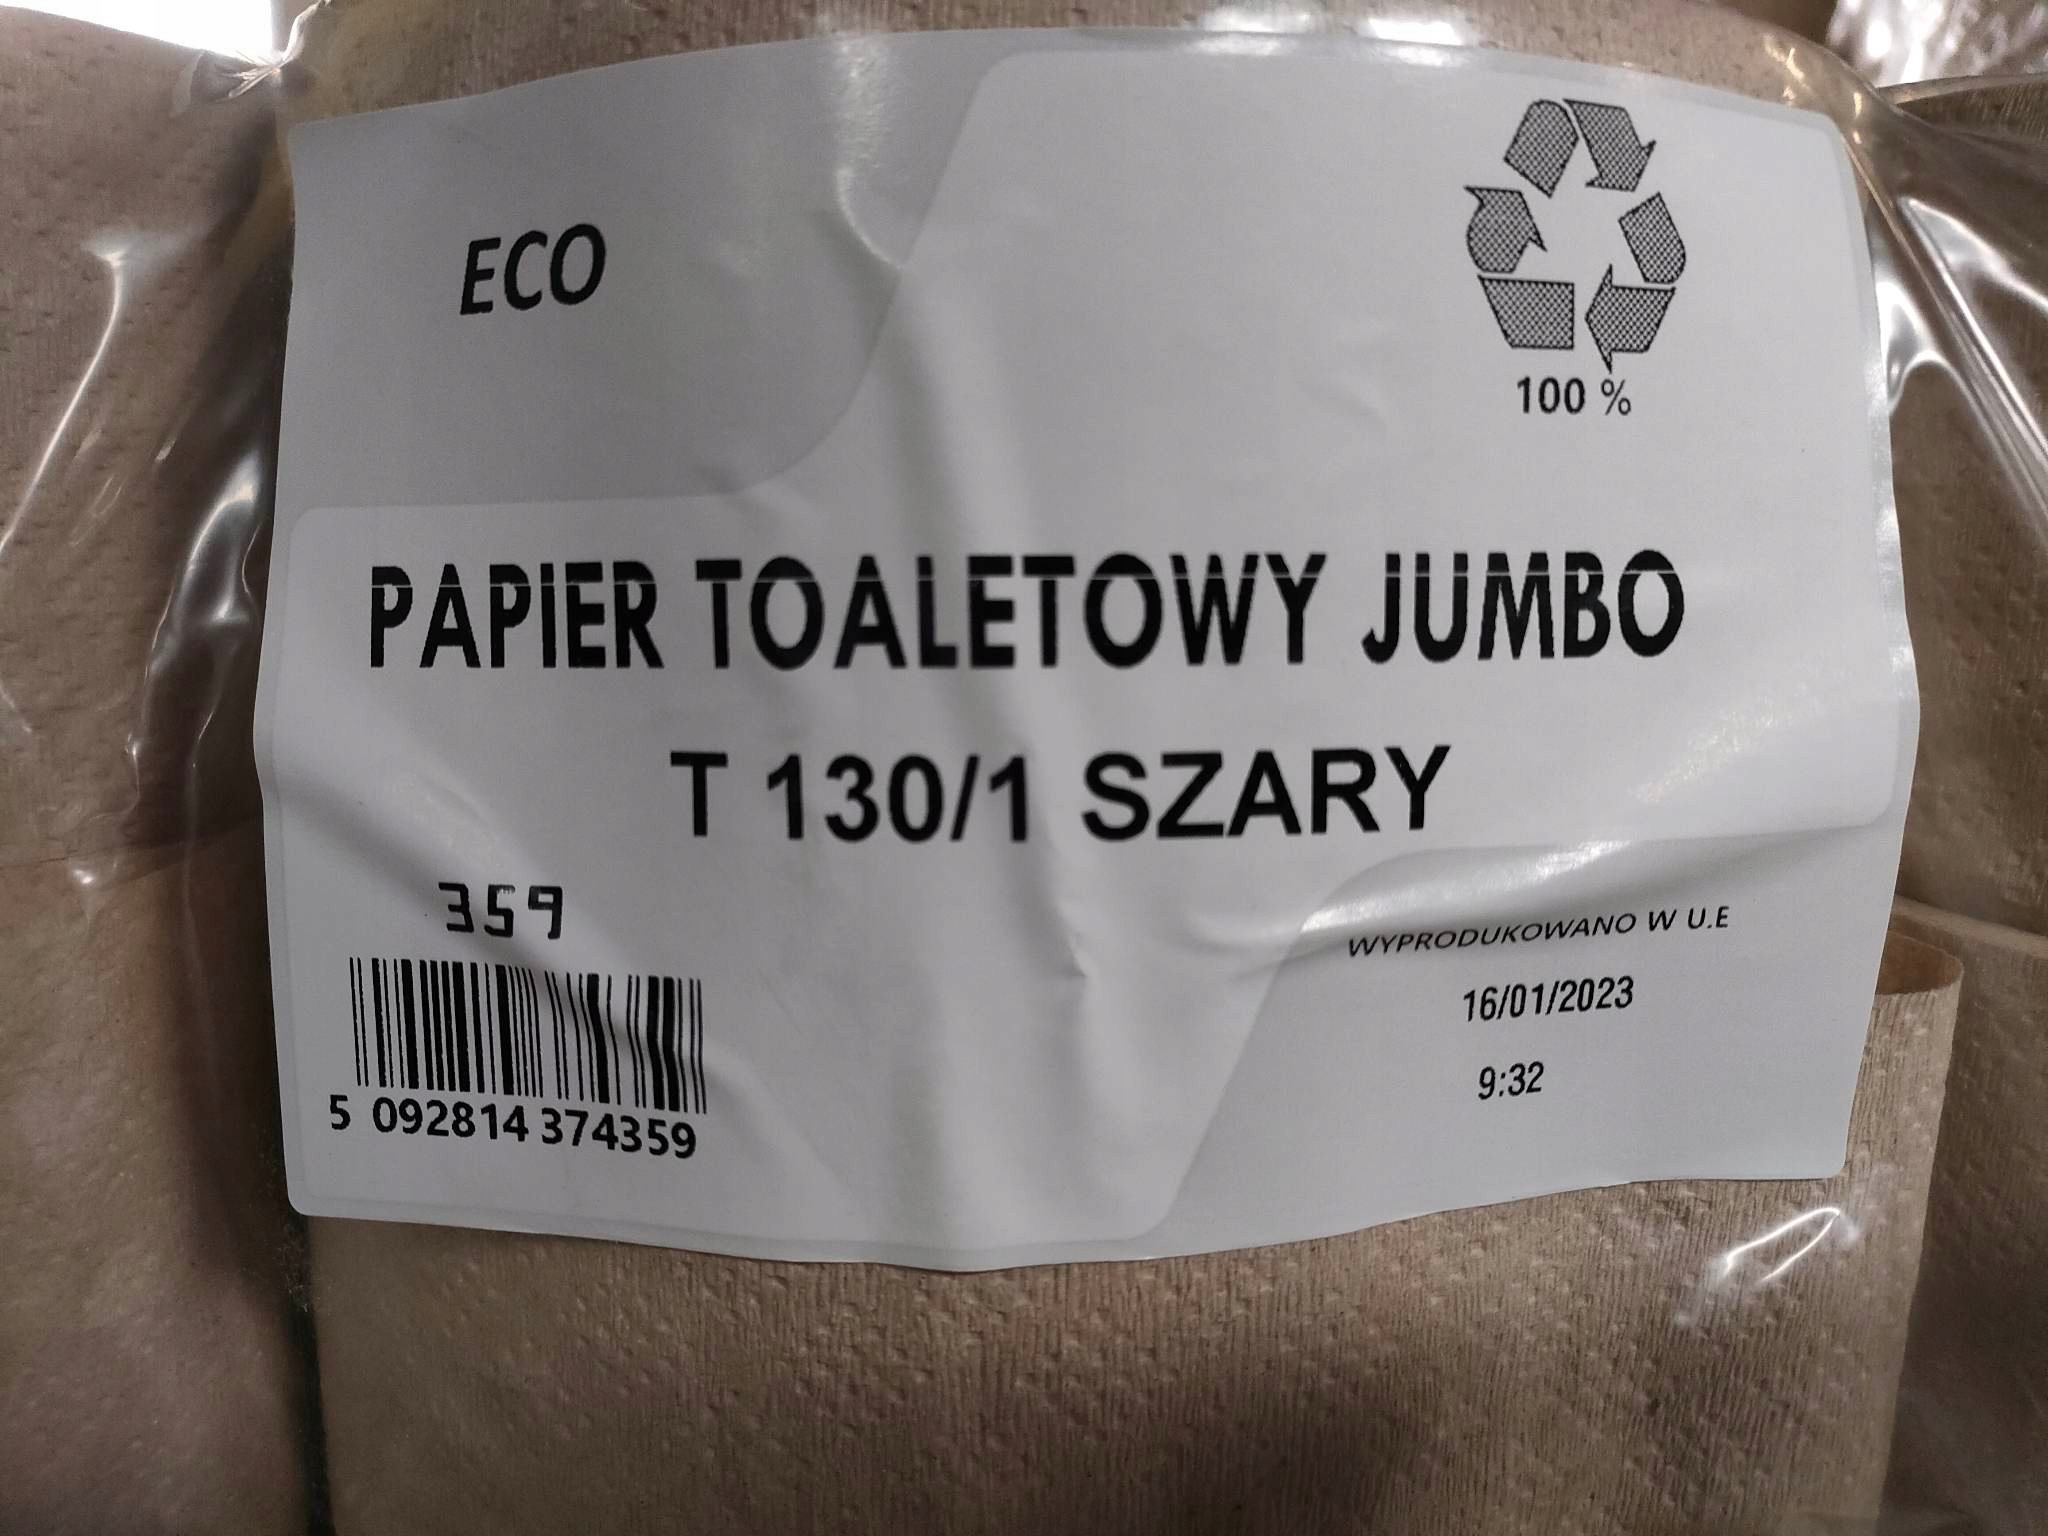 ECO
100 %
PAPIER TOALETOWY JUMBO
T 130/1 SZARY
359
5 092814 374359
WYPRODUKOWANO W U.E
16/01/2023
9:32